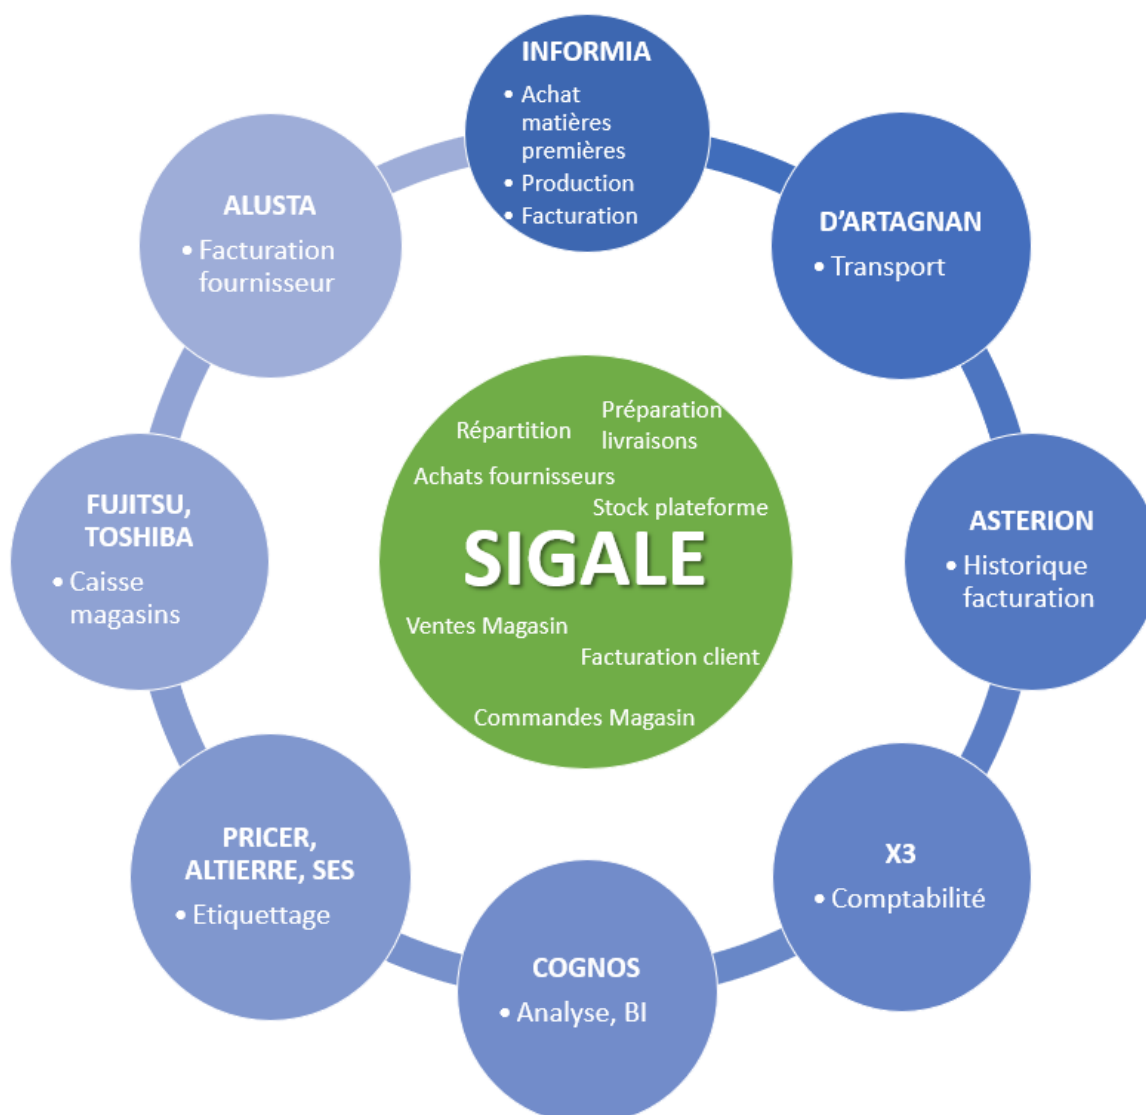 INFORMIA
• Achat
matières
premières
• Production
• Facturation
D’ARTAGNAN
• Transport
ASTERION
• Historique
facturation
X3
• Comptabilité
COGNOS
• Analyse, BI
PRICER,
ALTIERRE, SES
• Etiquettage
FUJITSU,
TOSHIBA
• Caisse
magasins
ALUSTA
• Facturation
fournisseur
Répartition
Préparation
livraisons
Achats fournisseurs
Stock plateforme
SIGALE
Ventes Magasin
Facturation client
Commandes Magasin